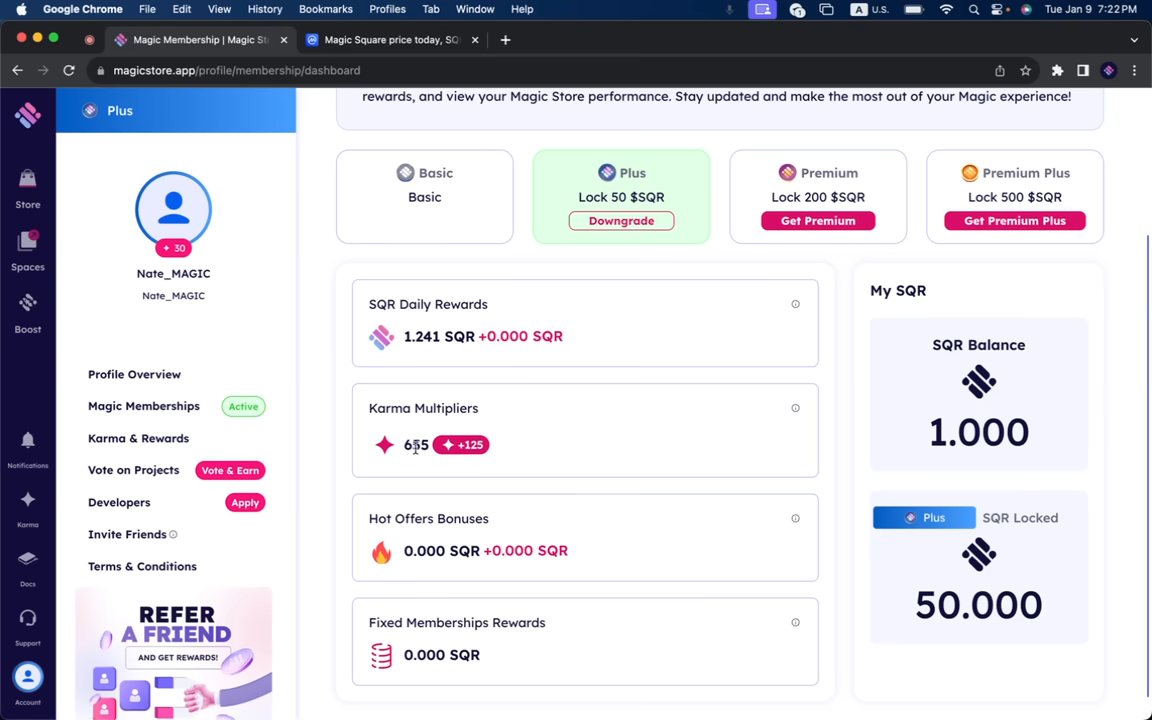 Google Chrome File Edit View History Bookmarks Profiles Tab Window Help
1 A U.S. Tue Jan 9 7:22 PM
Magic Membership | Magic St
Magic Square price today, SQ
magicstore.app/profile/membership/dashboard
Store
Spaces
Boost
Notifications
Karma
Docs
Support
Account
Plus
30
Nate_MAGIC
Nate_MAGIC
Profile Overview
Magic Memberships Active
Karma & Rewards
Vote on Projects Vote & Earn
Developers Apply
Invite Friends
Terms & Conditions
REFER
A FRIEND
AND GET REWARDS!
rewards, and view your Magic Store performance. Stay updated and make the most out of your Magic experience!
Basic
Basic
Plus
Lock 50 $SQR
Downgrade
Premium
Lock 200 $SQR
Get Premium
Premium Plus
Lock 500 $SQR
Get Premium Plus
SQR Daily Rewards
1.241 SQR +0.000 SQR
Karma Multipliers
+125
Hot Offers Bonuses
0.000 SQR +0.000 SQR
Fixed Memberships Rewards
0.000 SQR
My SQR
SQR Balance
1.000
Plus SQR Locked
50.000